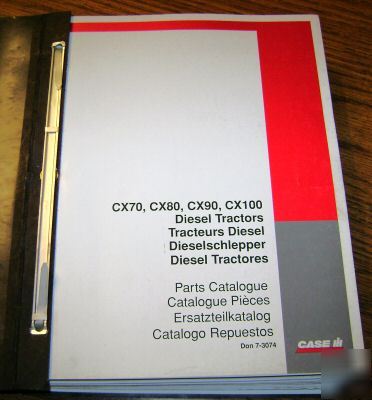 CX70, CX80, CX90, CX100
Diesel Tractors
Tracteurs Diesel
Dieselschlepper
Diesel Tractores
Parts Catalogue
Catalogue Pièces
Ersatzteilkatalog
Catalogo Repuestos
Don 7-3074
CASE IH